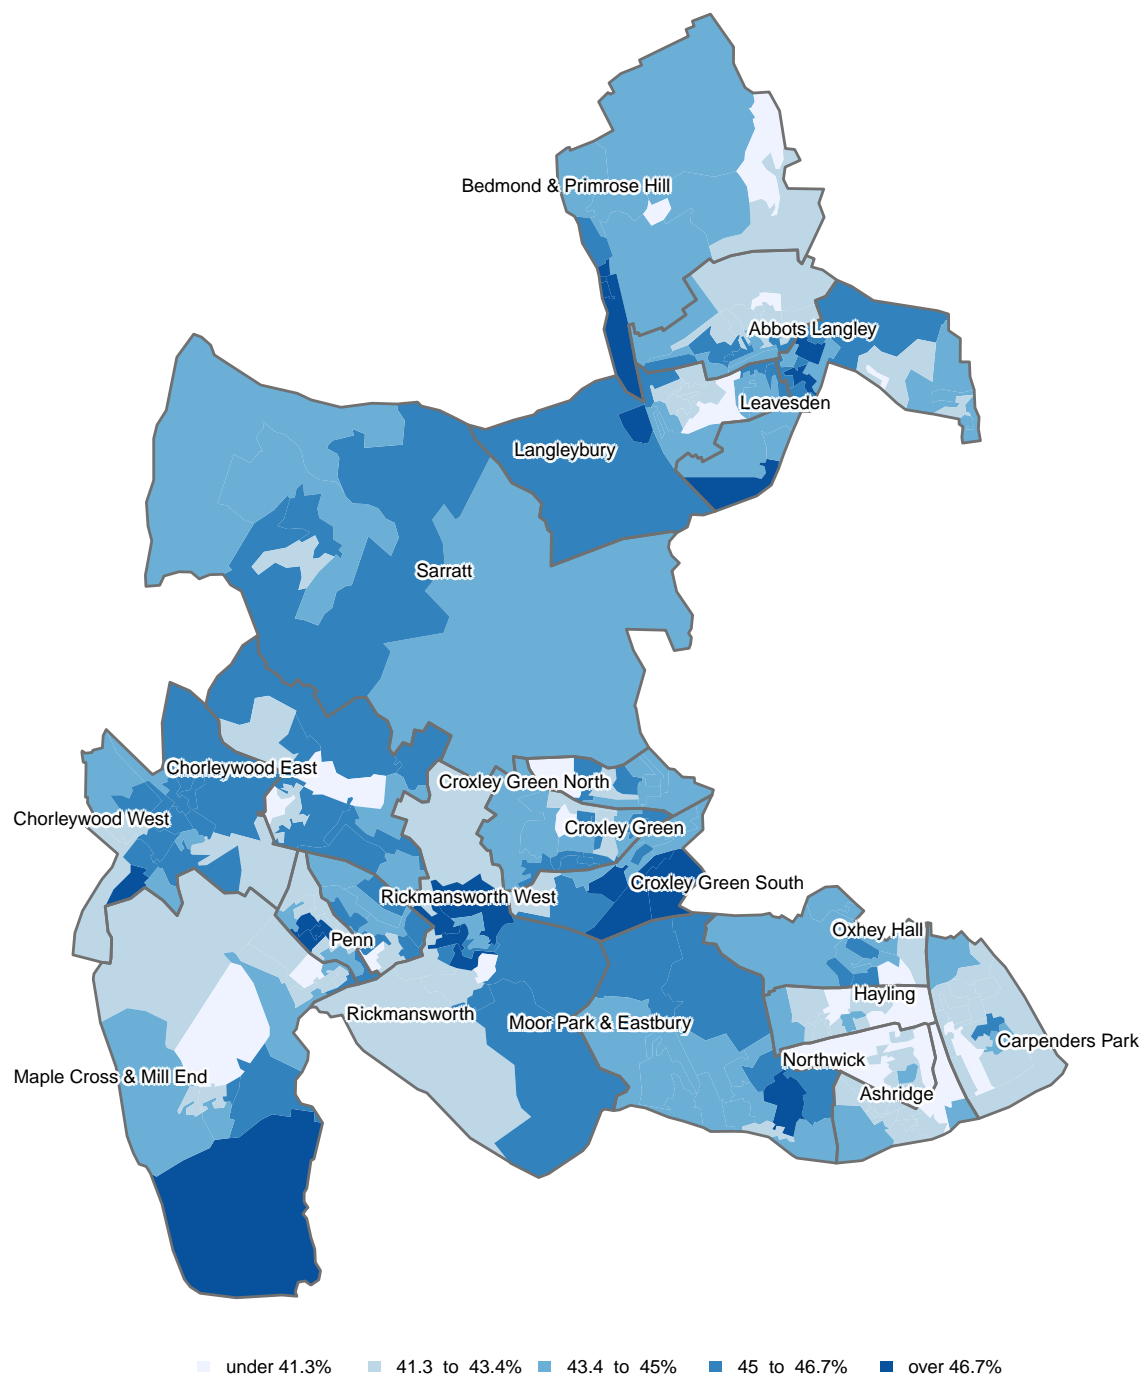 Bedmond & Primrose Hill
Abbots Langley
Leavesden
Langleybury
Sarratt
Chorleywood East
Croxley Green North
Chorleywood West
Croxley Green
Croxley Green South
Rickmansworth West
Oxhey Hall
Penn
Hayling
Rickmansworth
Moor Park & Eastbury
Carpenders Park
Northwick
Maple Cross & Mill End
Ashridge
under 41.3% 41.3 to 43.4% 43.4 to 45% 45 to 46.7% over 46.7%